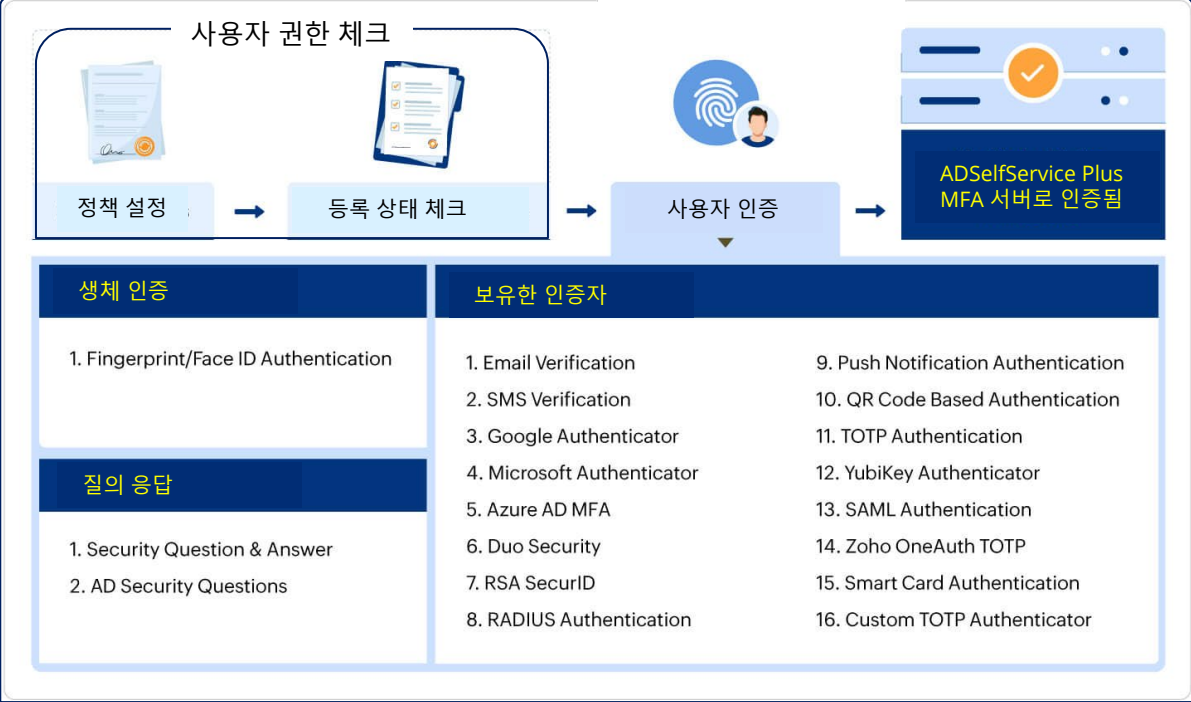 사용자 권한 체크
정책 설정
등록 상태 체크
사용자 인증
ADSelfService Plus
MFA 서버로 인증됨
생체 인증
1. Fingerprint/Face ID Authentication
질의 응답
1. Security Question & Answer
2. AD Security Questions
보유한 인증자
1. Email Verification
2. SMS Verification
3. Google Authenticator
4. Microsoft Authenticator
5. Azure AD MFA
6. Duo Security
7. RSA SecurID
8. RADIUS Authentication
9. Push Notification Authentication
10. QR Code Based Authentication
11. TOTP Authentication
12. YubiKey Authenticator
13. SAML Authentication
14. Zoho OneAuth TOTP
15. Smart Card Authentication
16. Custom TOTP Authenticator